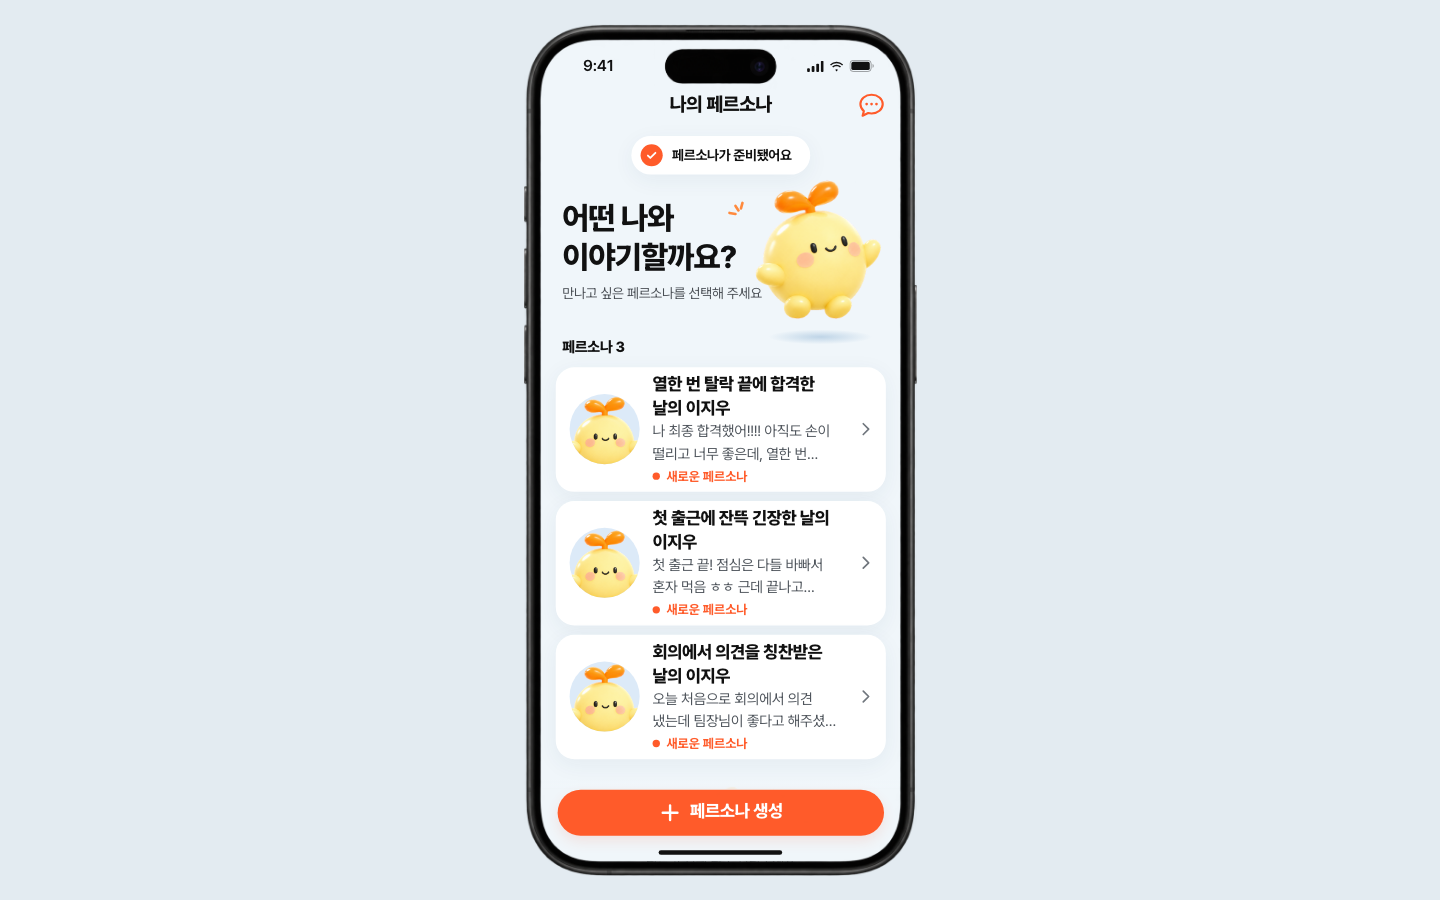 9:41
나의 페르소나
페르소나가 준비됐어요
어떤 나와
이야기할까요?
만나고 싶은 페르소나를 선택해 주세요
페르소나 3
열한 번 탈락 끝에 합격한
날의 이지우
나 최종 합격했어!!!! 아직도 손이
떨리고 너무 좋은데, 열한 번...
새로운 페르소나
첫 출근에 잔뜩 긴장한 날의
이지우
첫 출근 끝! 점심은 다들 바빠서
혼자 먹음 ㅎㅎ 근데 끝나고...
새로운 페르소나
회의에서 의견을 칭찬받은
날의 이지우
오늘 처음으로 회의에서 의견
냈는데 팀장님이 좋다고 해주셨...
새로운 페르소나
페르소나 생성